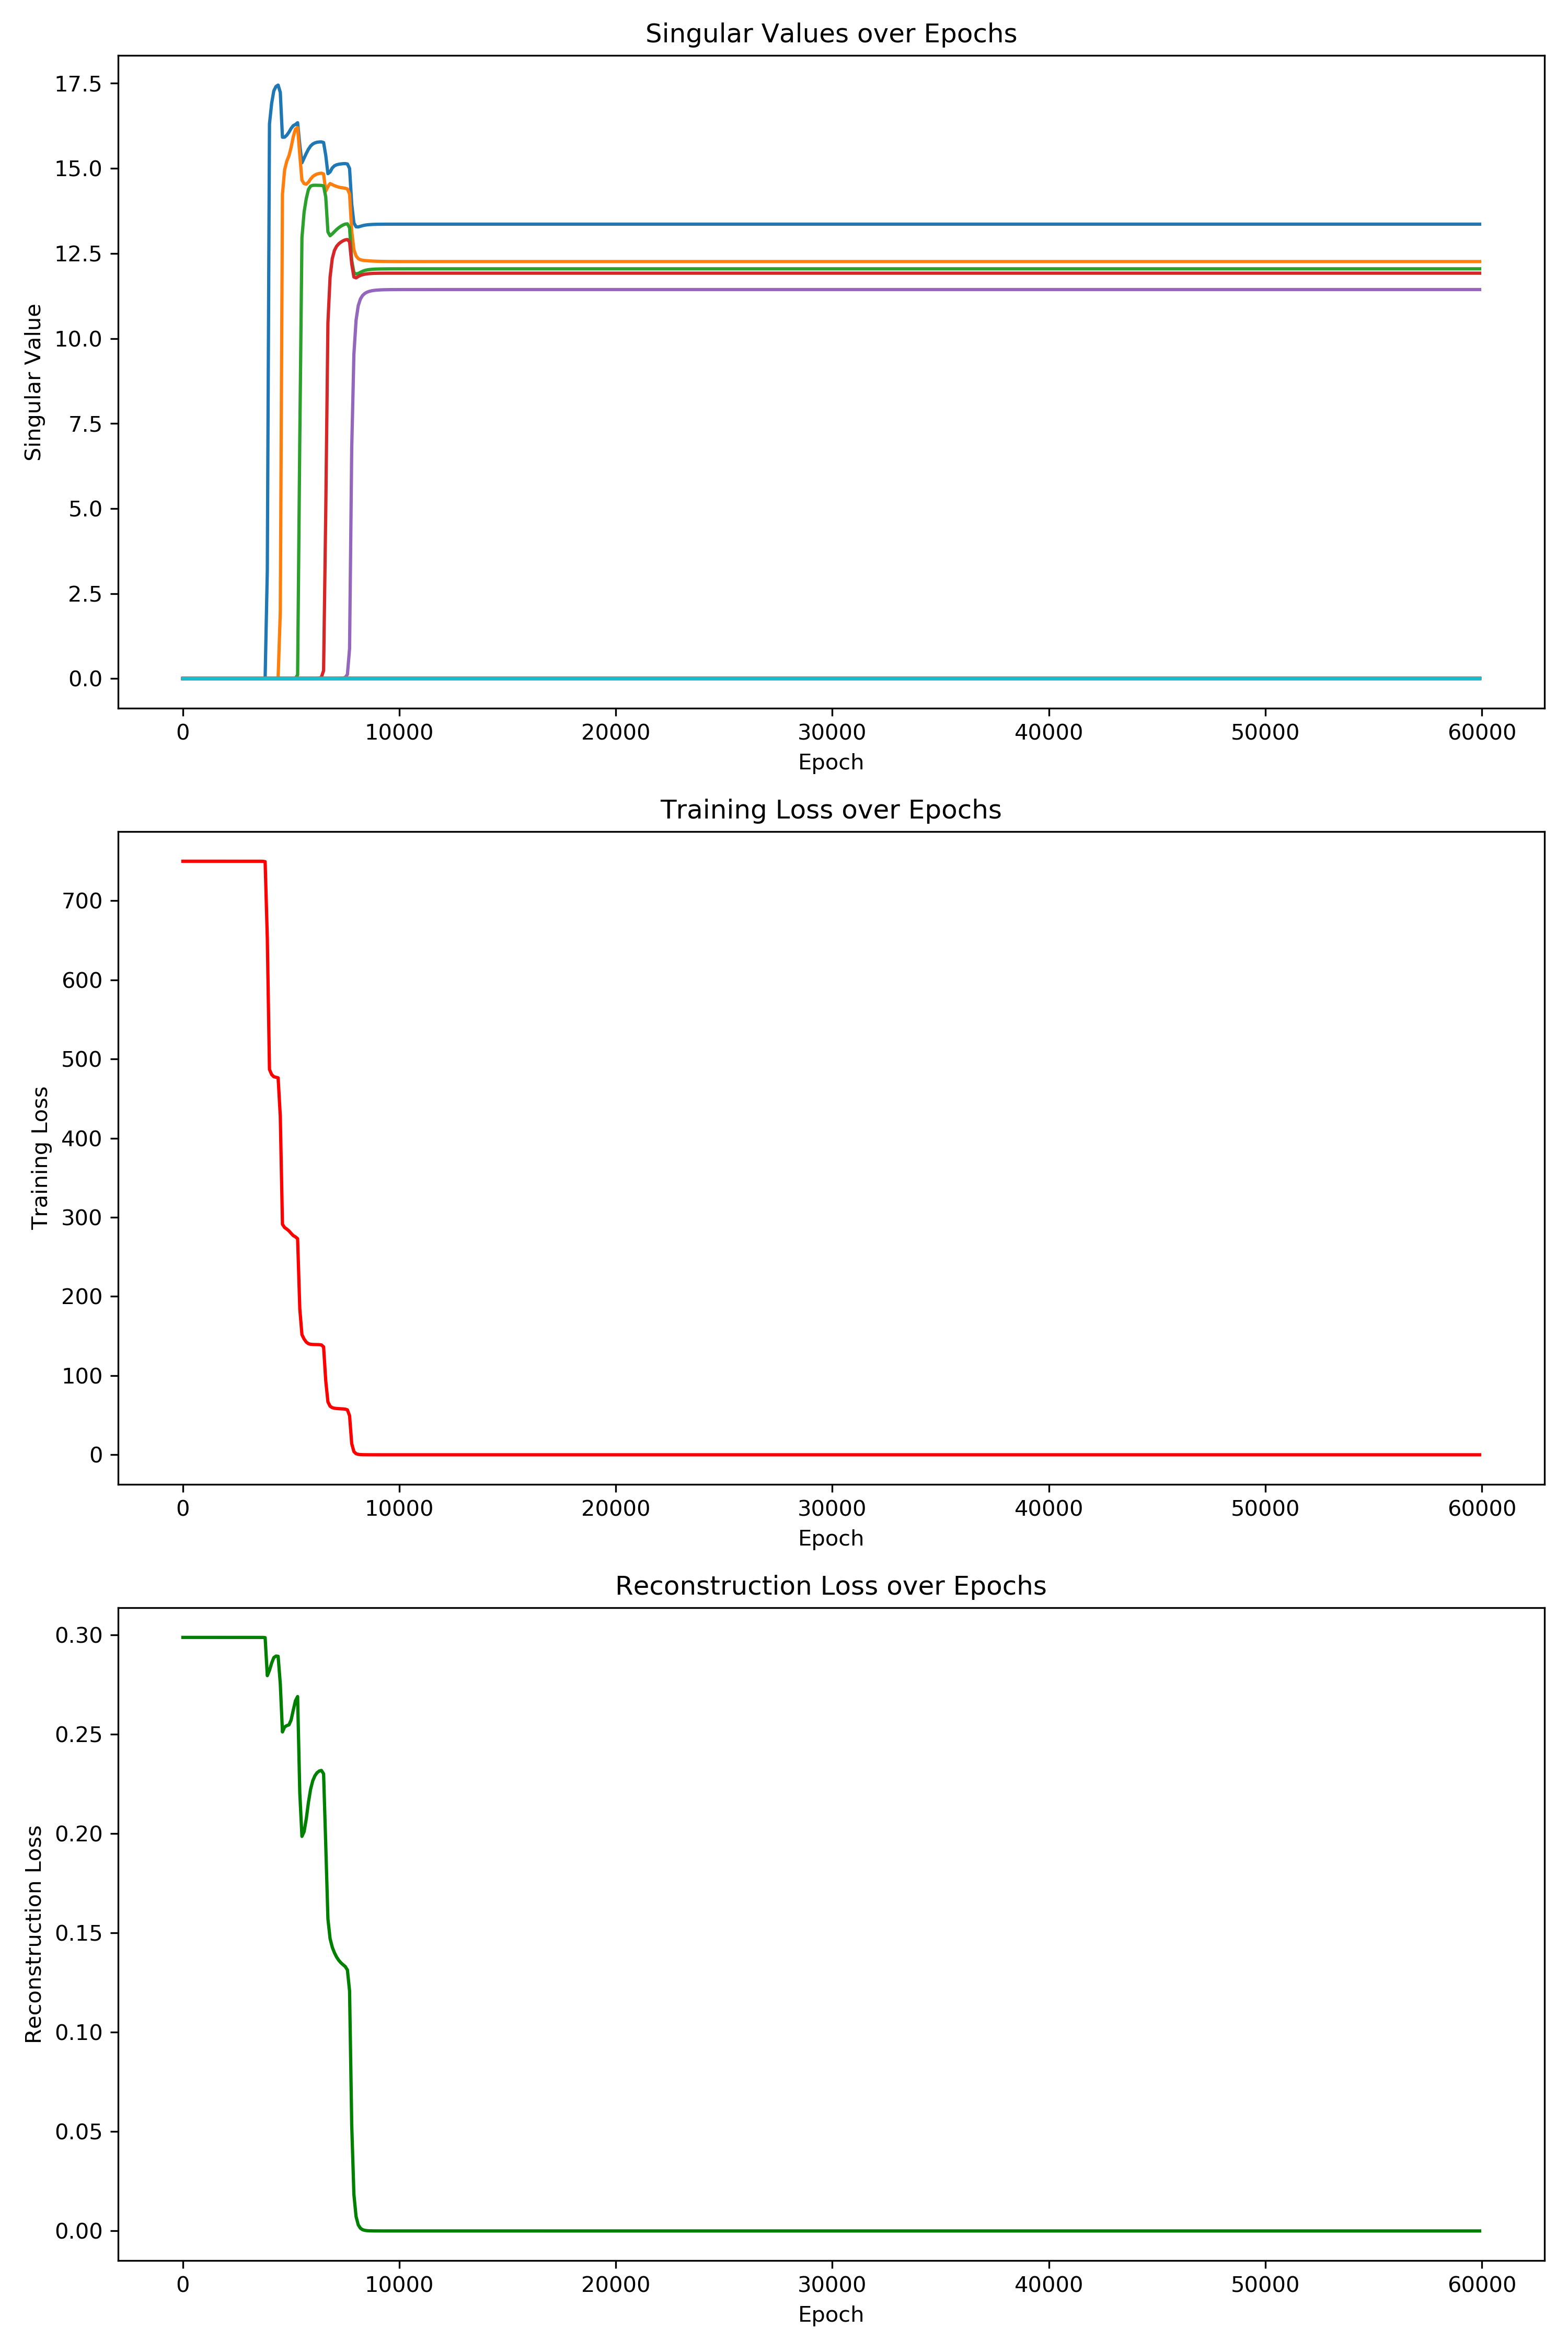 Singular Values over Epochs
17.5
15.0
12.5
10.0
7.5
5.0
2.5
0.0
Singular Value
0 10000 20000 30000 40000 50000 60000
Epoch
Training Loss over Epochs
700
600
500
400
300
200
100
0
Training Loss
0 10000 20000 30000 40000 50000 60000
Epoch
Reconstruction Loss over Epochs
0.30
0.25
0.20
0.15
0.10
0.05
0.00
Reconstruction Loss
0 10000 20000 30000 40000 50000 60000
Epoch